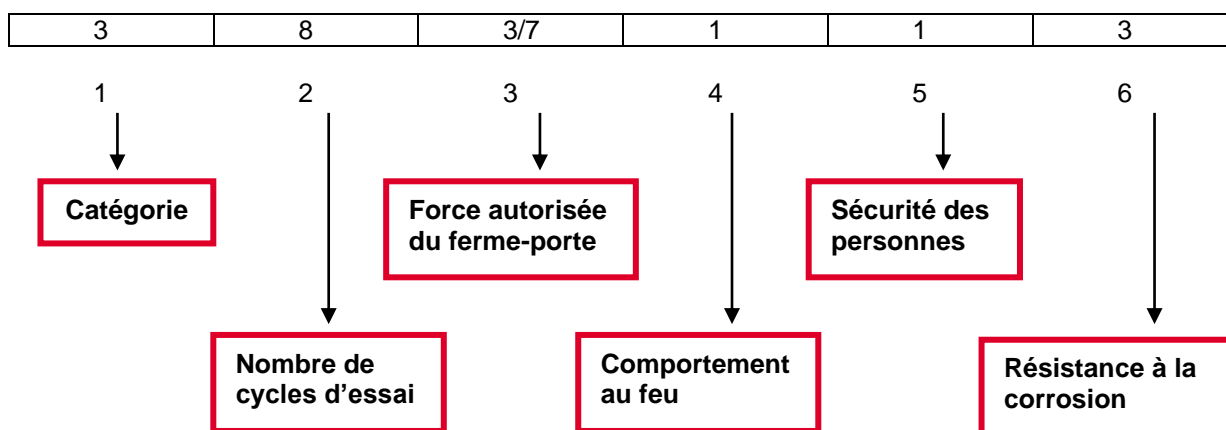 3 8 3/7 1 1 3
1 2 3 4 5 6
Catégorie
Force autorisée
du ferme-porte
Sécurité des
personnes
Nombre de
cycles d'essai
Comportement
au feu
Résistance à la
corrosion